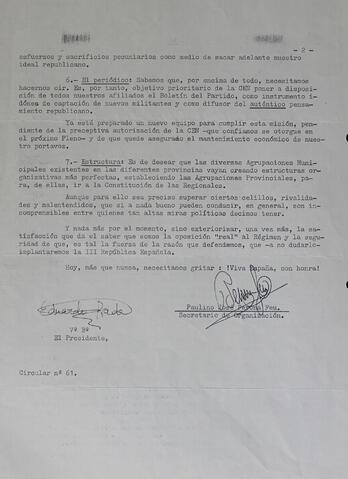 - 2 -
esfuerzos y sacrificios pecuniarios como medio de sacar adelante nuestro
ideal republicano.
6.- El periódico: Sabemos que, por encima de todo, necesitamos
hacernos oir. Es, por tanto, objetivo prioritario de la CEN poner a disposi-
ción de todos nuestros afiliados el Boletín del Partido, como instrumento i-
dóneo de captación de nuevos militantes y como difusor del auténtico pensa-
miento republicano.
Ya está preparado un nuevo equipo para cumplir esta misión, pen-
diente de la preceptiva autorización de la CEN -que confiamos se otorgue en
el próximo Pleno- y de que quede asegurado el mantenimiento económico de nues-
tro portavoz.
7.- Estructura: Es de desear que las diversas Agrupaciones Muni-
cipales existentes en las diferentes provincias vayan creando estructuras or-
ganizativas más perfectas, estableciendo las Agrupaciones Provinciales, pa-
ra, de ellas, ir a la Constitución de las Regionales.
Aunque para ello sea preciso superar ciertos celillos, rivalida-
des y malentendidos, que si a nada bueno pueden conducir, en general, son in-
comprensibles entre quienes tan altas miras políticas decimos tener.
Y nada más por el momento, sino exteriorizar, una vez más, la sa-
tisfacción que dá el saber que somos la oposición "real" al Régimen y la segu-
ridad de que, es tal la fuerza de la razón que defendemos, que -a no dudarlo-
implantaremos la III República Española.
Hoy, más que nunca, necesitamos gritar : !Viva España, con honra!
Paulino
Feu.
Secretario de Organización.
Vº Bº
El Presidente,
Circular nº 61.